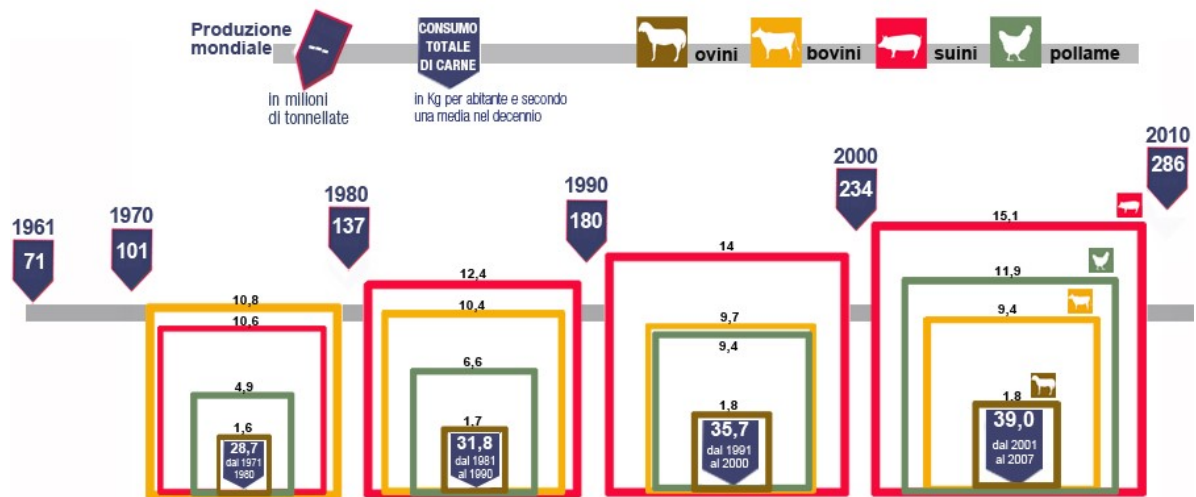 Produzione
mondiale
---
in milioni
di tonnellate
CONSUMO
TOTALE
DI CARNE
in Kg per abitante e secondo
una media nel decennio
ovini
bovini
suini
pollame
1961
71
1970
101
1980
137
1990
180
2000
234
2010
286
10,8
10,6
4,9
1,6
28,7
dal 1971
1980
12,4
10,4
6,6
1,7
31,8
dal 1981
al 1990
14
9,7
9,4
1,8
35,7
dal 1991
al 2000
15,1
11,9
9,4
1,8
39,0
dal 2001
al 2007